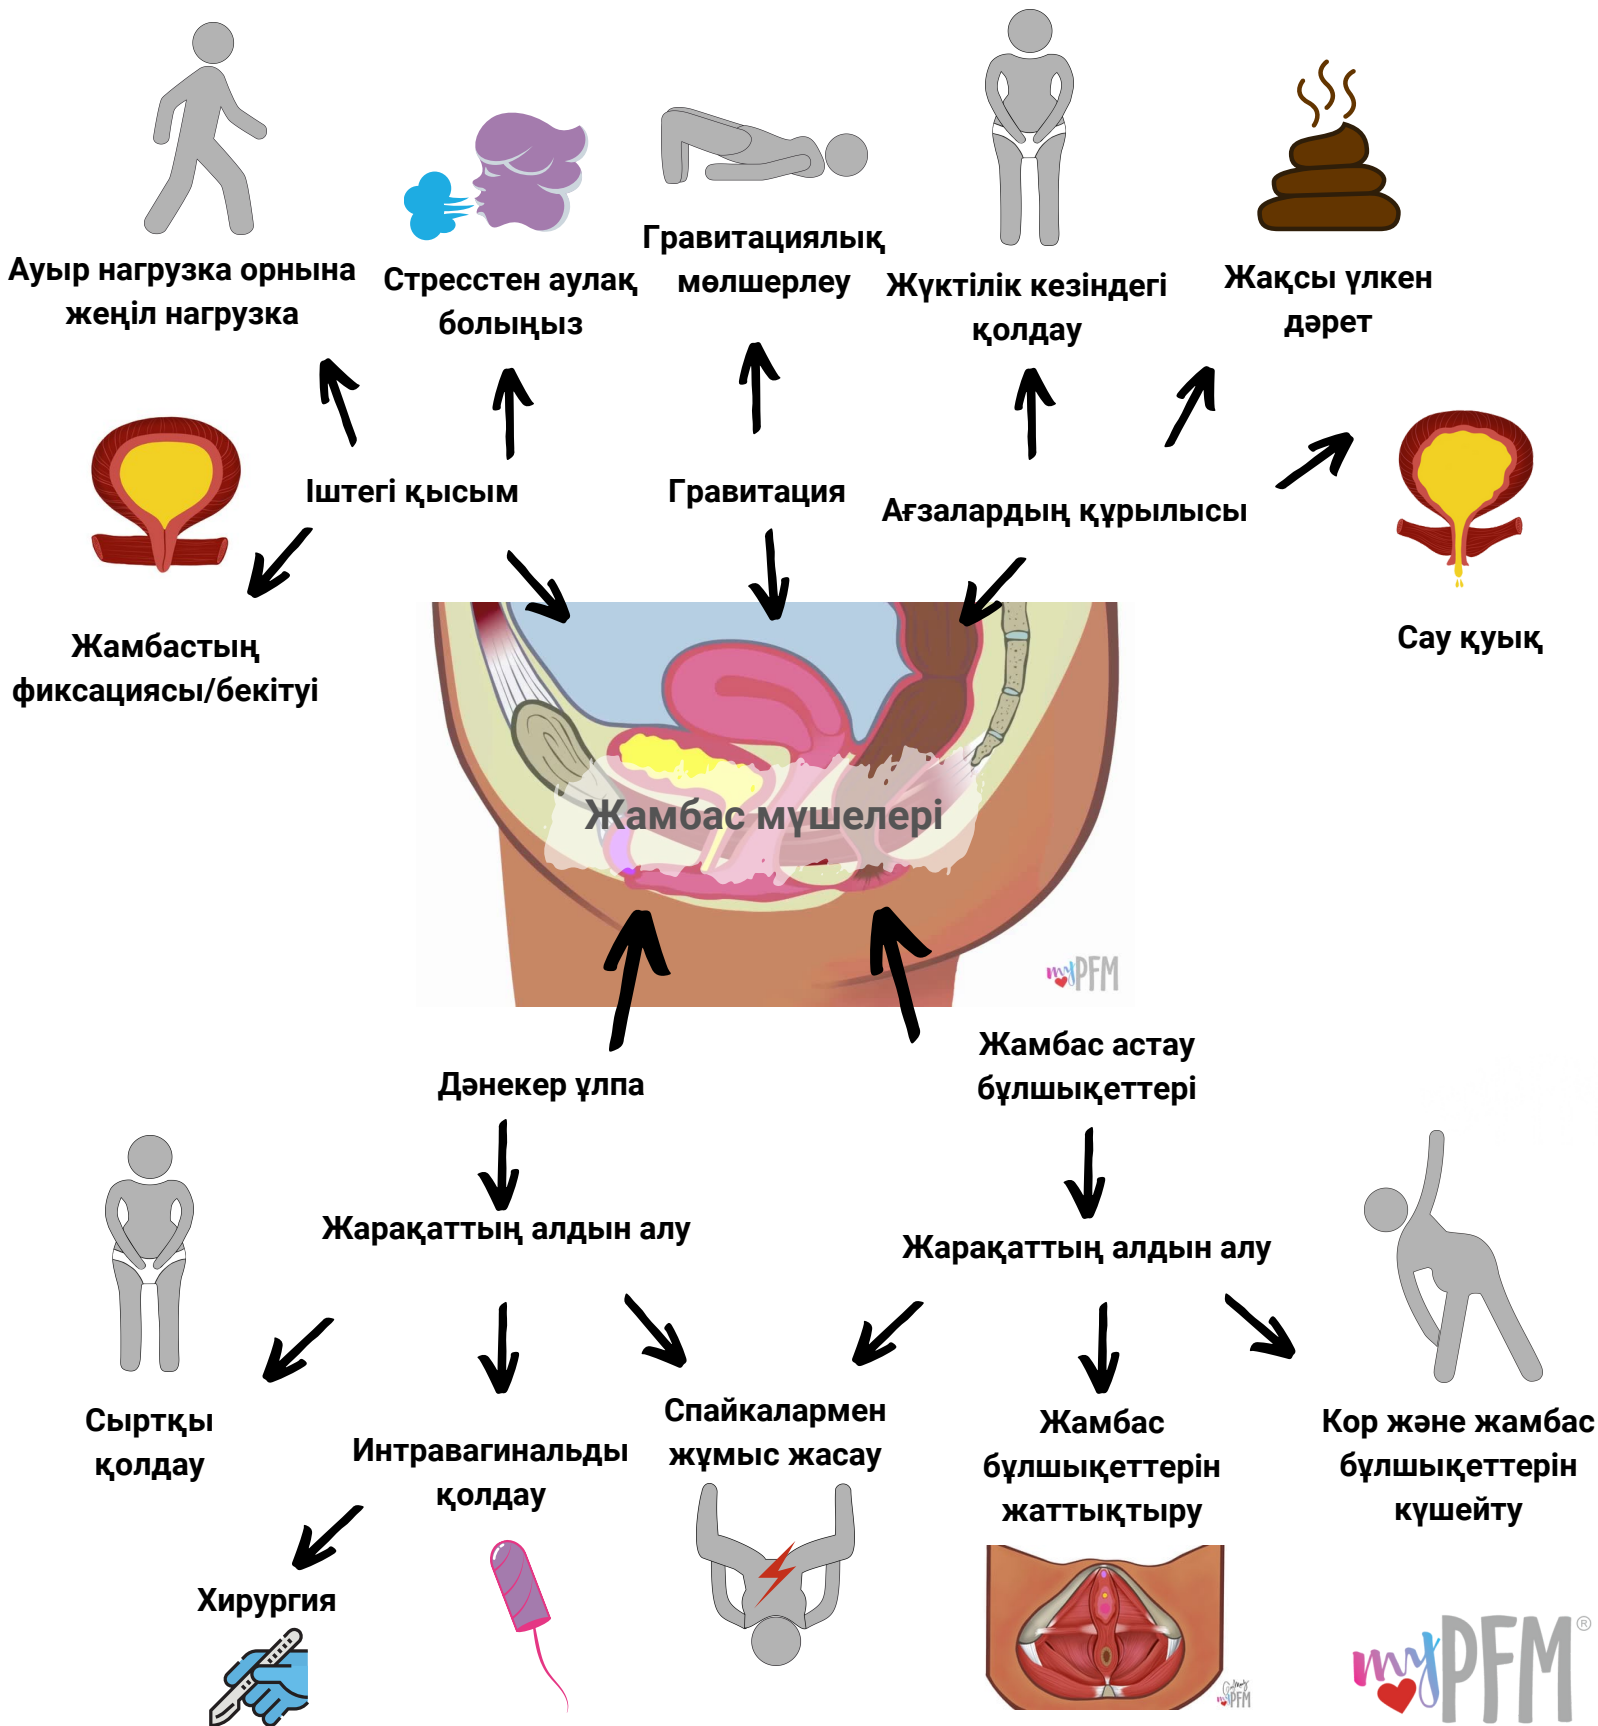 Ауыр нагрузка орнына
жеңіл нагрузка
Стресстен аулақ
болыңыз
Гравитациялық
мөлшерлеу
Жүктілік кезіндегі
қолдау
Жақсы үлкен
дәрет
Іштегі қысым
Гравитация
Ағзалардың құрылысы
Жамбастың
фиксациясы/бекітуі
Сау қуық
Жамбас мүшелері
myPFM
Дәнекер ұлпа
Жамбас астау
бұлшықеттері
Жарақаттың алдын алу
Жарақаттың алдын алу
Сыртқы
қолдау
Интравагинальды
қолдау
Спайкалармен
жұмыс жасау
Жамбас
бұлшықеттерін
жаттықтыру
Кор және жамбас
бұлшықеттерін
күшейту
Хирургия
myPFM
myPFM®